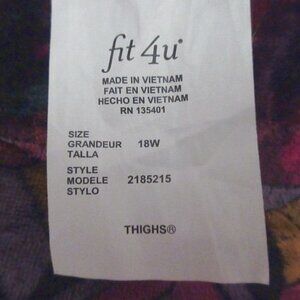 fit 4u®
MADE IN VIETNAM
FAIT EN VIETNAM
HECHO EN VIETNAM
RN 135401
SIZE
GRANDEUR 18W
TALLA
STYLE
MODELE 2185215
STYLO
THIGHS®